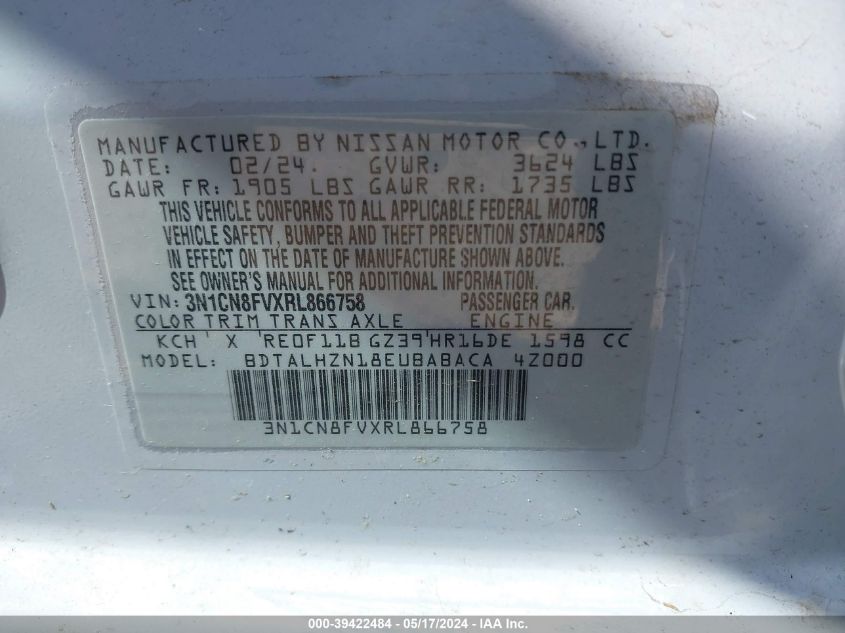 MANUFACTURED BY NISSAN MOTOR CO., LTD.
DATE: 02/24. GVWR: 3624 LBS
GAWR FR: 1905 LBS GAWR RR: 1735 LBS
THIS VEHICLE CONFORMS TO ALL APPLICABLE FEDERAL MOTOR
VEHICLE SAFETY, BUMPER AND THEFT PREVENTION STANDARDS
IN EFFECT ON THE DATE OF MANUFACTURE SHOWN ABOVE.
SEE OWNER'S MANUAL FOR ADDITIONAL INFORMATION.
VIN: 3N1CN8FVXRL866758 PASSENGER CAR.
COLOR TRIM TRANS AXLE ENGINE
KCH X RE0F11B GZ39 HR16DE 1598 CC
MODEL: BDTALHZN18EUBABACA 4Z000
3N1CN8FVXRL866758
000-39422484 - 05/17/2024 - IAA Inc.